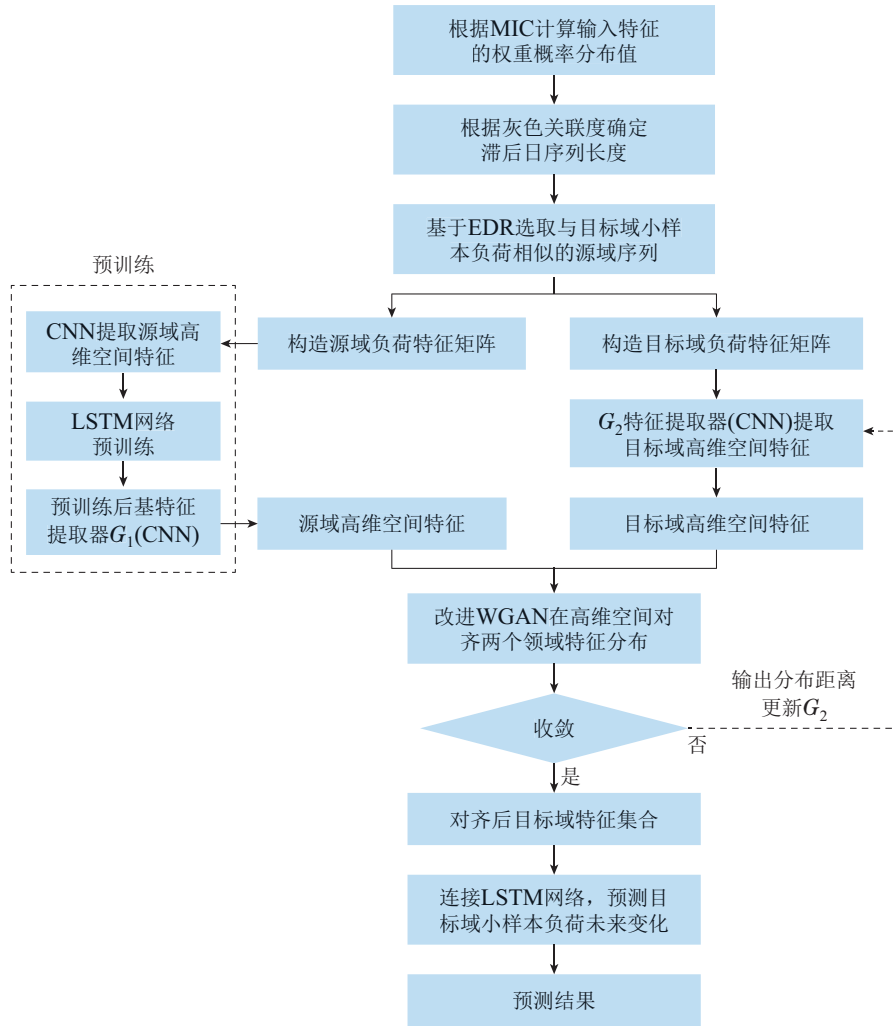 根据MIC计算输入特征
的权重概率分布值
根据灰色关联度确定
滞后日序列长度
基于EDR选取与目标域小样
本负荷相似的源域序列
预训练
CNN提取源域高
维空间特征
构造源域负荷特征矩阵
构造目标域负荷特征矩阵
LSTM网络
预训练
G₂特征提取器(CNN)提取
目标域高维空间特征
预训练后基特征
提取器G₁(CNN)
源域高维空间特征
目标域高维空间特征
改进WGAN在高维空间对
齐两个领域特征分布
输出分布距离
更新G₂
收敛
否
是
对齐后目标域特征集合
连接LSTM网络，预测目
标域小样本负荷未来变化
预测结果